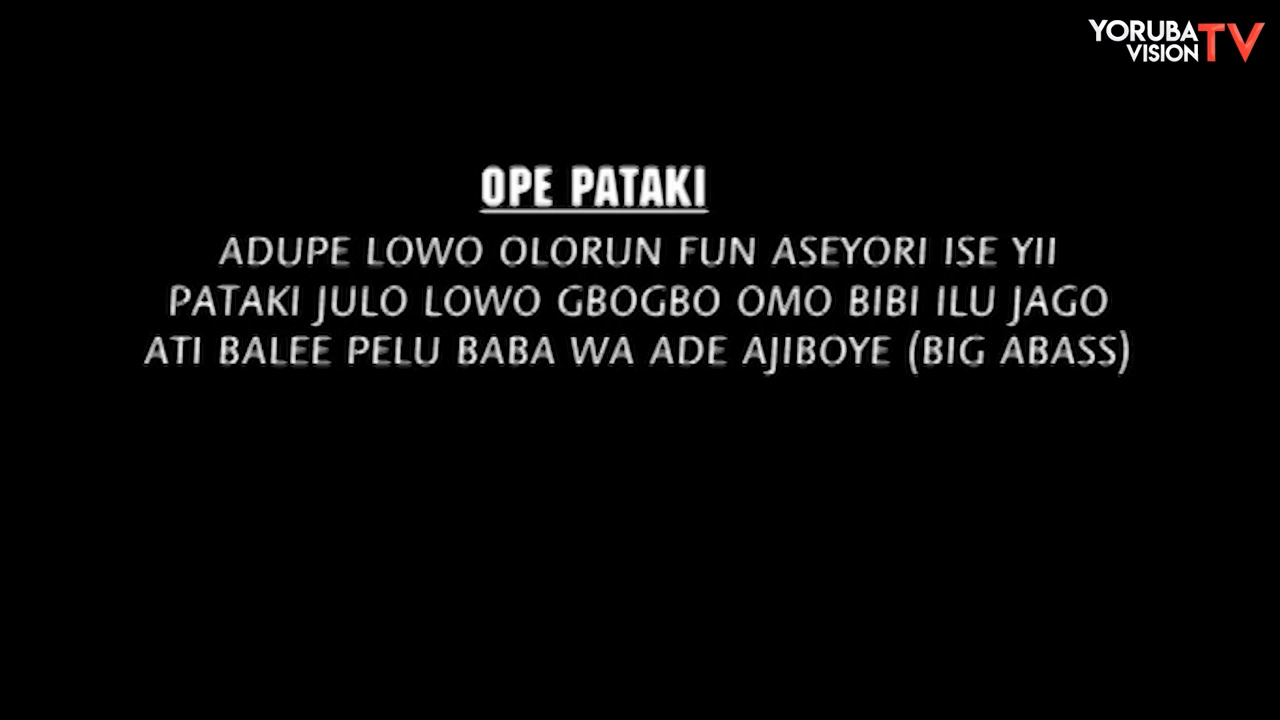 YORUBA TV
VISION
OPE PATAKI
ADUPE LOWO OLORUN FUN ASEYORI ISE YII
PATAKI JULO LOWO GBOGBO OMO BIBI ILU JAGO
ATI BALEE PELU BABA WA ADE AJIBOYE (BIG ABASS)